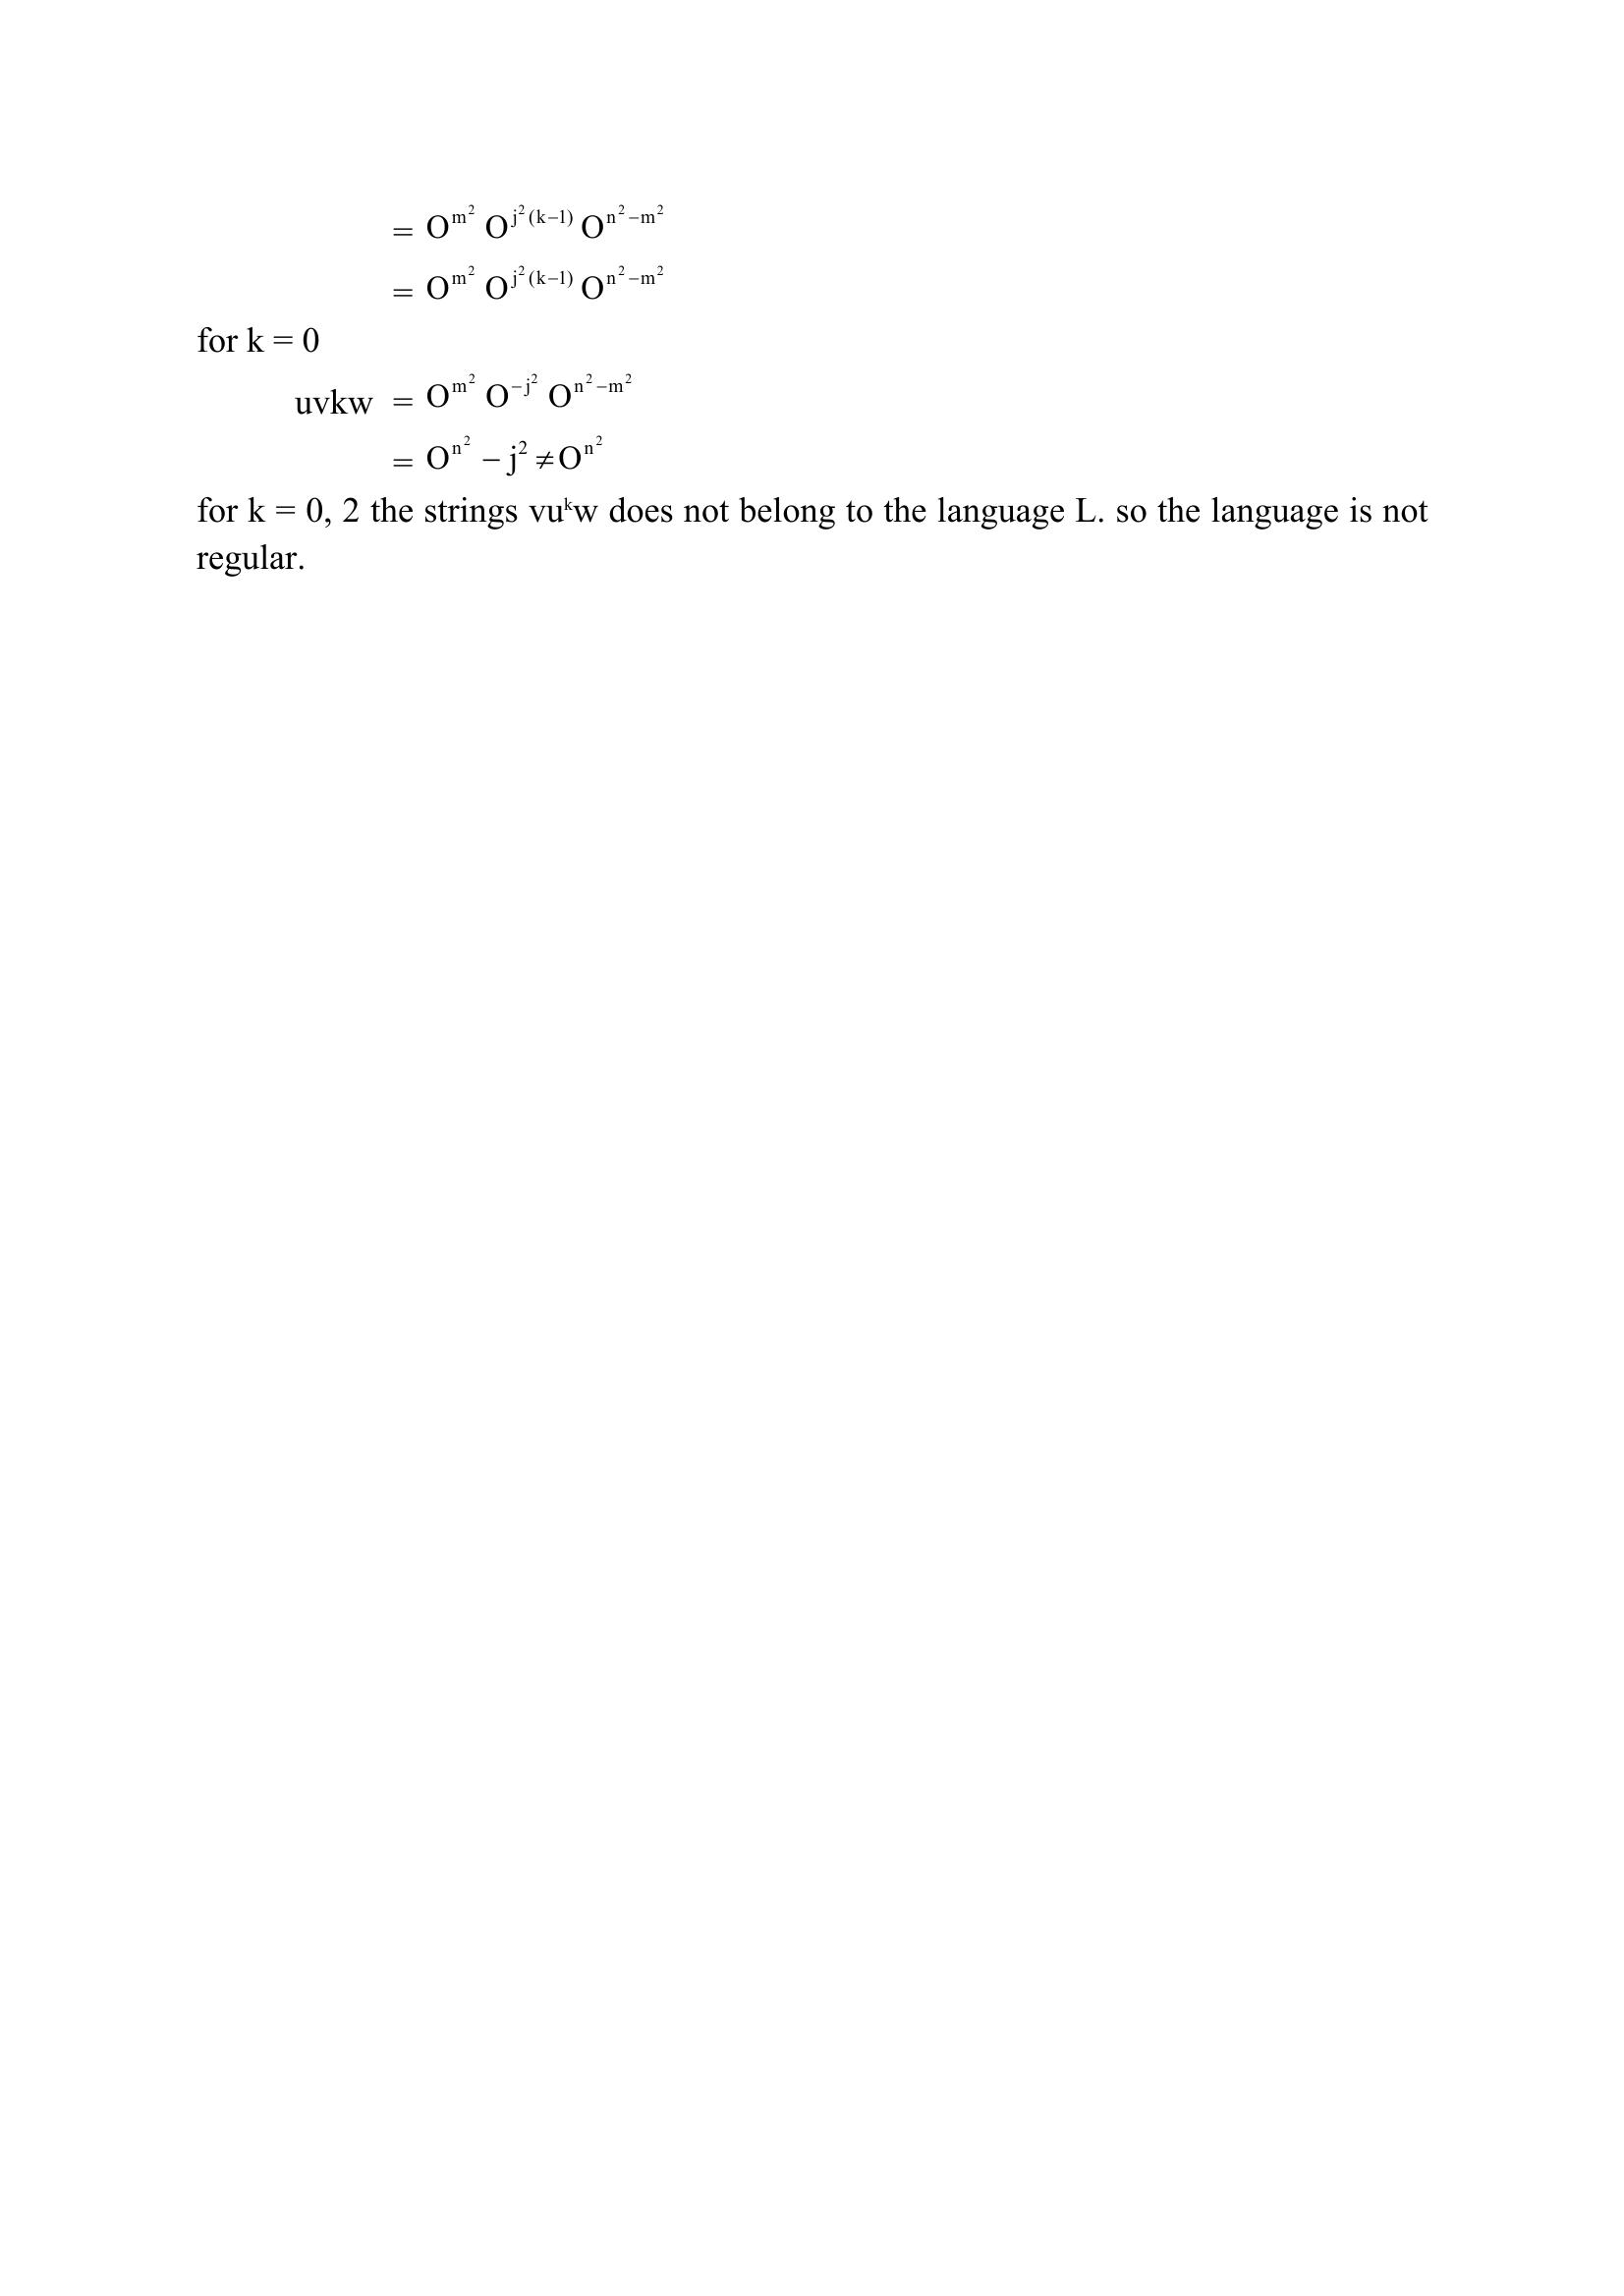 = O^{m^2} O^{j^2(k−1)} O^{n^2−m^2}
= O^{m^2} O^{j^2(k−1)} O^{n^2−m^2}
for k = 0
uvkw = O^{m^2} O^{−j^2} O^{n^2−m^2}
= O^{n^2} − j^2 ≠ O^{n^2}
for k = 0, 2 the strings vu^kw does not belong to the language L. so the language is not
regular.